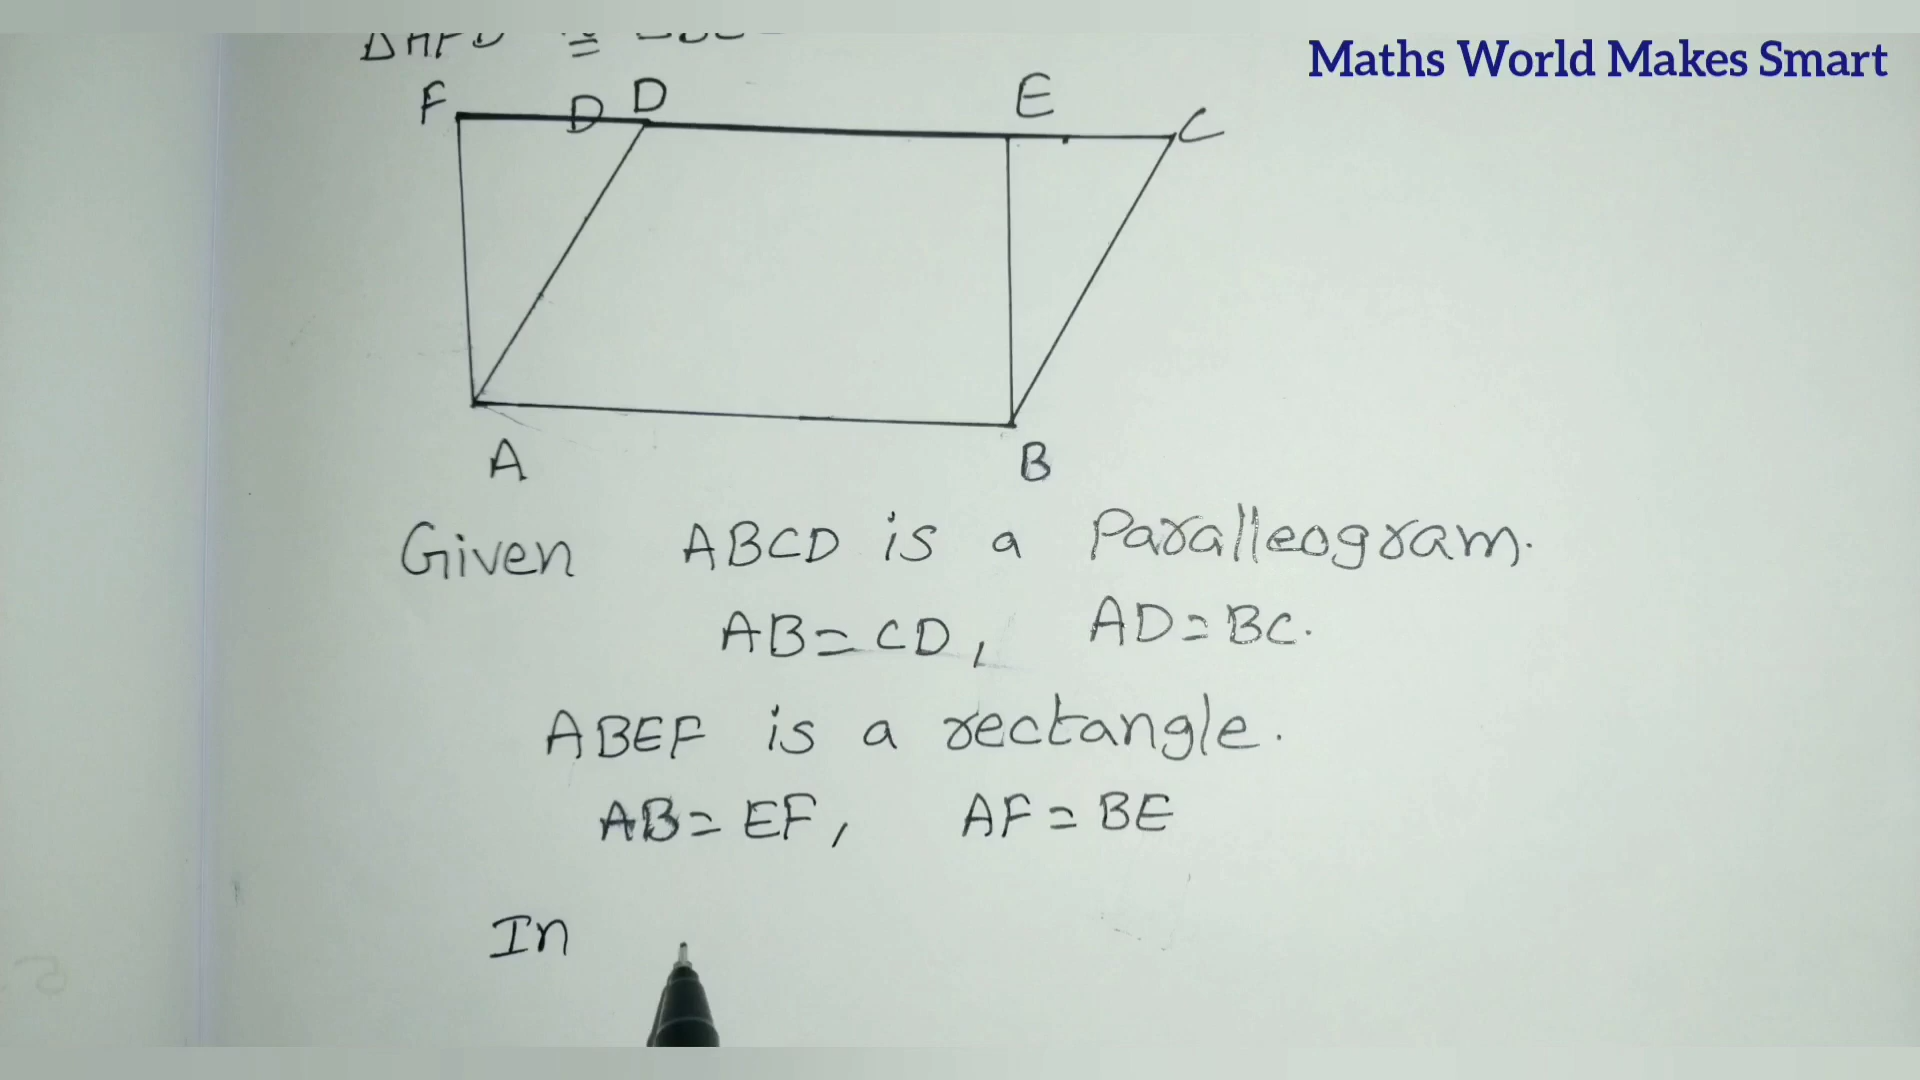 Maths World Makes Smart
F D D E C
A B
Given ABCD is a Paralleogram.
AB = CD, AD = BC.
ABEF is a rectangle.
AB = EF, AF = BE
In